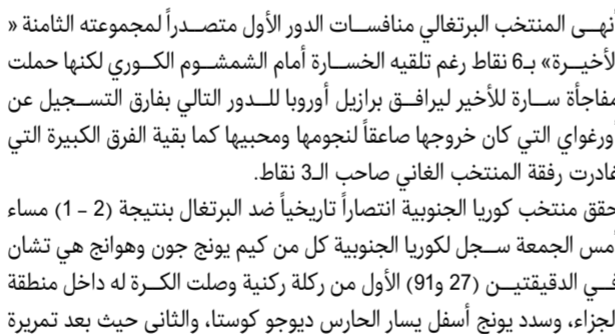 أنهى المنتخب البرتغالي منافسات الدور الأول متصدراً لمجموعته الثامنة «
لأخيرة» بـ6 نقاط رغم تلقيه الخسارة أمام الشمشوم الكوري لكنها حملت
مفاجأة سارة للأخير ليرافق برازيل أوروبا للدور التالي بفارق التسجيل عن
أورغواي التي كان خروجها صاعقاً لنجومها ومحبيها كما بقية الفرق الكبيرة التي
غادرت رفقة المنتخب الغاني صاحب الـ3 نقاط.
حقق منتخب كوريا الجنوبية انتصاراً تاريخياً ضد البرتغال بنتيجة (2 - 1) مساء
أمس الجمعة سجل لكوريا الجنوبية كل من كيم يونج جون وهوانج هي تشان
في الدقيقتين (27 و91) الأول من ركلة ركنية وصلت الكرة له داخل منطقة
لجزاء، وسدد يونج أسفل يسار الحارس ديوجو كوستا، والثاني حيث بعد تمريرة